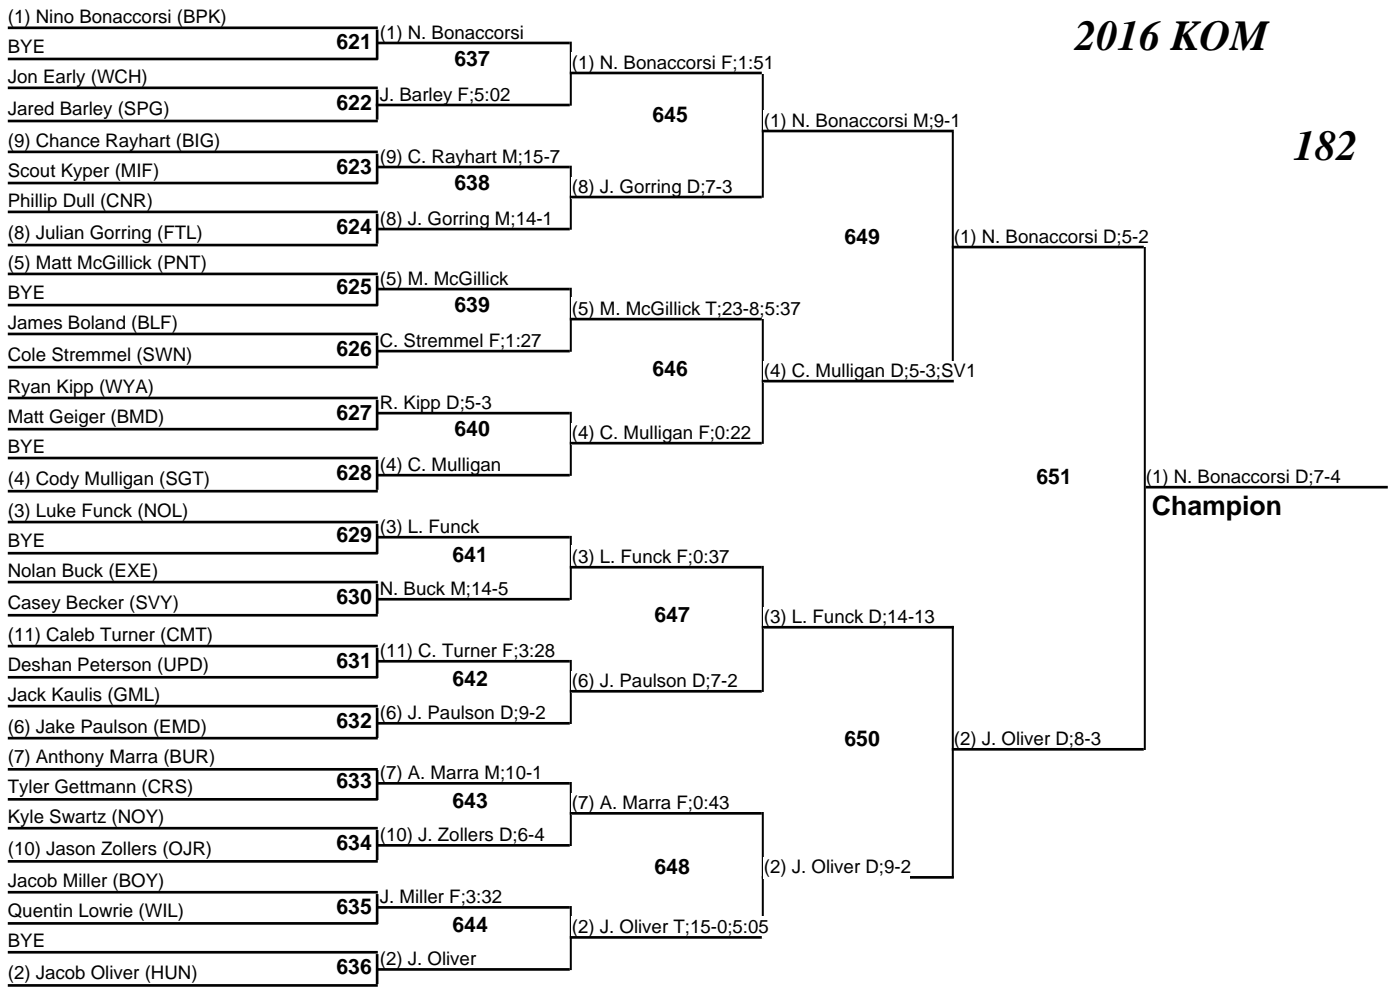 2016 KOM
182
(1) Nino Bonaccorsi (BPK)
BYE
Jon Early (WCH)
Jared Barley (SPG)
(9) Chance Rayhart (BIG)
Scout Kyper (MIF)
Phillip Dull (CNR)
(8) Julian Gorring (FTL)
(5) Matt McGillick (PNT)
BYE
James Boland (BLF)
Cole Stremmel (SWN)
Ryan Kipp (WYA)
Matt Geiger (BMD)
BYE
(4) Cody Mulligan (SGT)
(3) Luke Funck (NOL)
BYE
Nolan Buck (EXE)
Casey Becker (SVY)
(11) Caleb Turner (CMT)
Deshan Peterson (UPD)
Jack Kaulis (GML)
(6) Jake Paulson (EMD)
(7) Anthony Marra (BUR)
Tyler Gettmann (CRS)
Kyle Swartz (NOY)
(10) Jason Zollers (OJR)
Jacob Miller (BOY)
Quentin Lowrie (WIL)
BYE
(2) Jacob Oliver (HUN)
621
622
623
624
625
626
627
628
629
630
631
632
633
634
635
636
(1) N. Bonaccorsi
637
J. Barley F;5:02
(9) C. Rayhart M;15-7
638
(8) J. Gorring M;14-1
(5) M. McGillick
639
C. Stremmel F;1:27
R. Kipp D;5-3
640
(4) C. Mulligan
(3) L. Funck
641
N. Buck M;14-5
(11) C. Turner F;3:28
642
(6) J. Paulson D;9-2
(7) A. Marra M;10-1
643
(10) J. Zollers D;6-4
J. Miller F;3:32
644
(2) J. Oliver
(1) N. Bonaccorsi F;1:51
645
(8) J. Gorring D;7-3
(5) M. McGillick T;23-8;5:37
646
(4) C. Mulligan F;0:22
(3) L. Funck F;0:37
647
(6) J. Paulson D;7-2
(7) A. Marra F;0:43
648
(2) J. Oliver T;15-0;5:05
(1) N. Bonaccorsi M;9-1
649
(4) C. Mulligan D;5-3;SV1
(3) L. Funck D;14-13
650
(2) J. Oliver D;9-2
(1) N. Bonaccorsi D;5-2
651
(2) J. Oliver D;8-3
(1) N. Bonaccorsi D;7-4
Champion